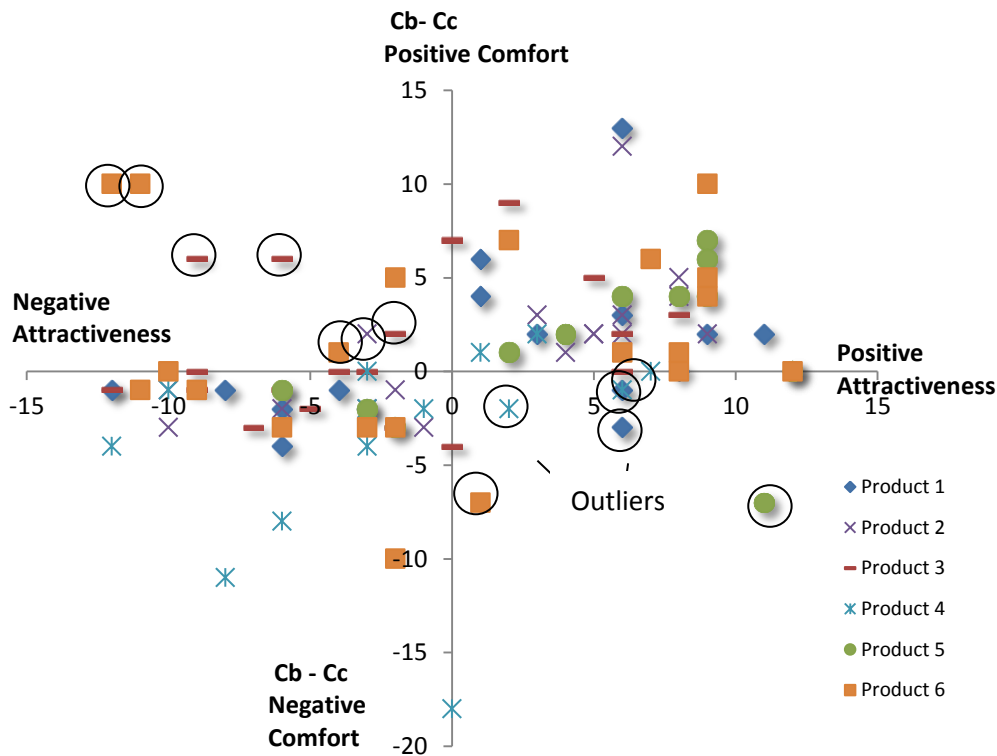 Cb- Cc
Positive Comfort
15
10
5
0
-5
-10
-15
-20
Negative
Attractiveness
Positive
Attractiveness
-15
-10
-5
0
5
10
15
Outliers
Cb - Cc
Negative
Comfort
Product 1
Product 2
Product 3
Product 4
Product 5
Product 6